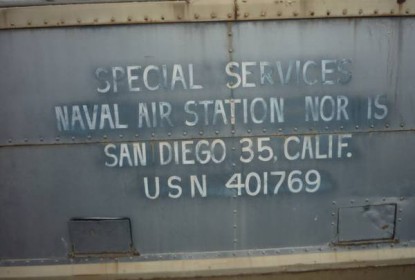 SPECIAL SERVICES
NAVAL AIR STATION NOR IS
SAN DIEGO 35, CALIF.
USN 401769